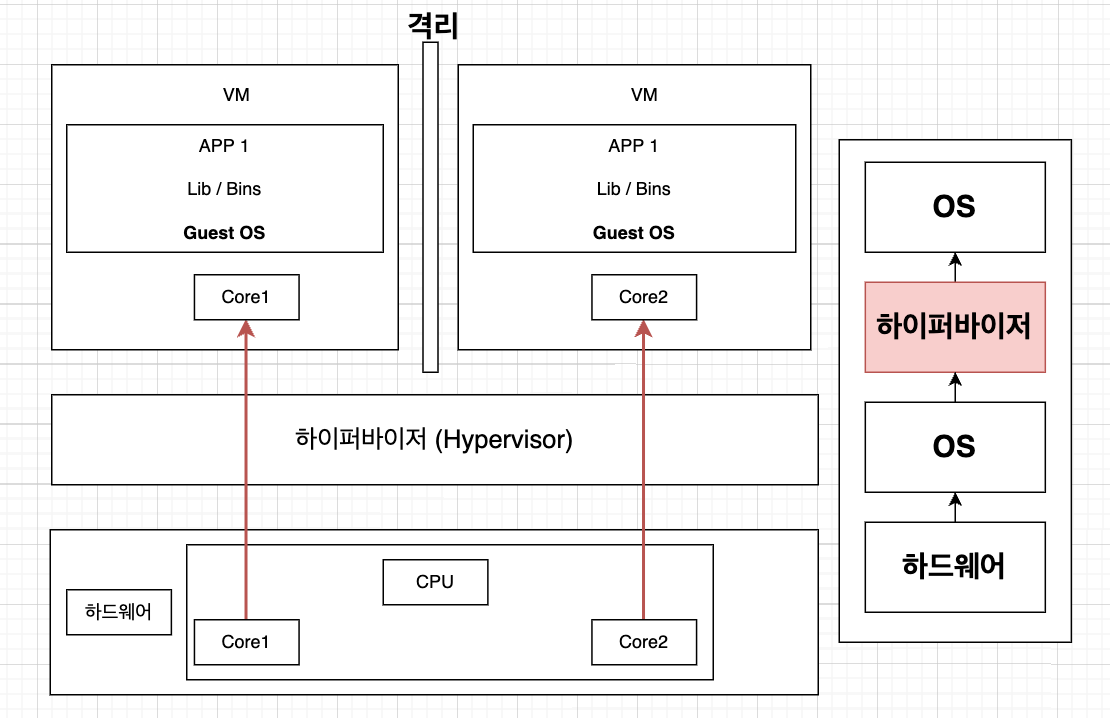 격리
VM
APP 1
Lib / Bins
Guest OS
Core1
VM
APP 1
Lib / Bins
Guest OS
Core2
하이퍼바이저 (Hypervisor)
하드웨어
CPU
Core1
Core2
OS
하이퍼바이저
OS
하드웨어